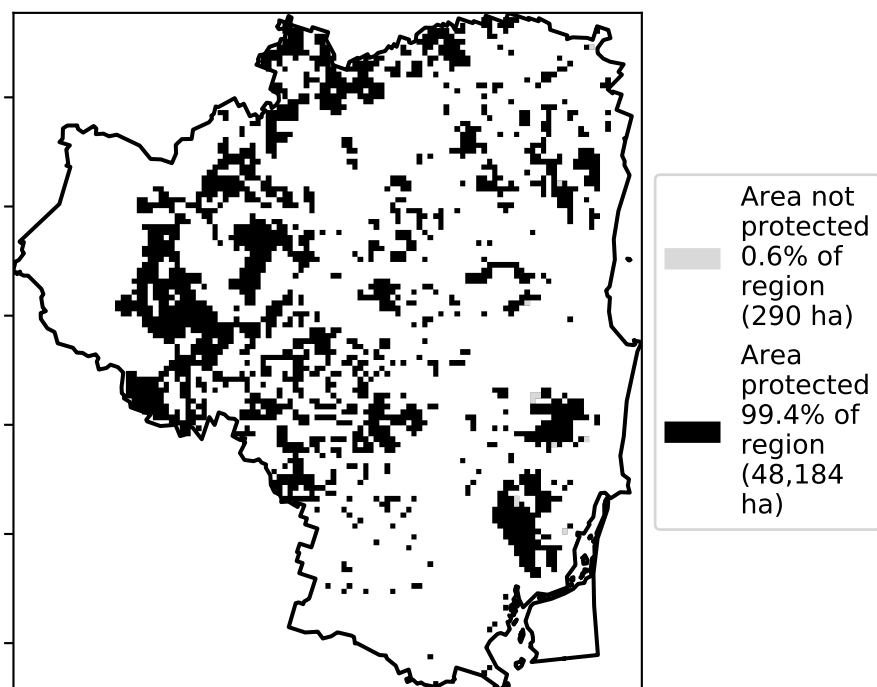 Area not
protected
0.6% of
region
(290 ha)
Area
protected
99.4% of
region
(48,184
ha)